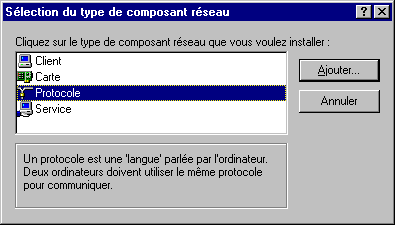 Sélection du type de composant réseau
Cliquez sur le type de composant réseau que vous voulez installer :
Client
Carte
Protocole
Service
Ajouter...
Annuler
Un protocole est une 'langue' parlée par l'ordinateur.
Deux ordinateurs doivent utiliser le même protocole
pour communiquer.